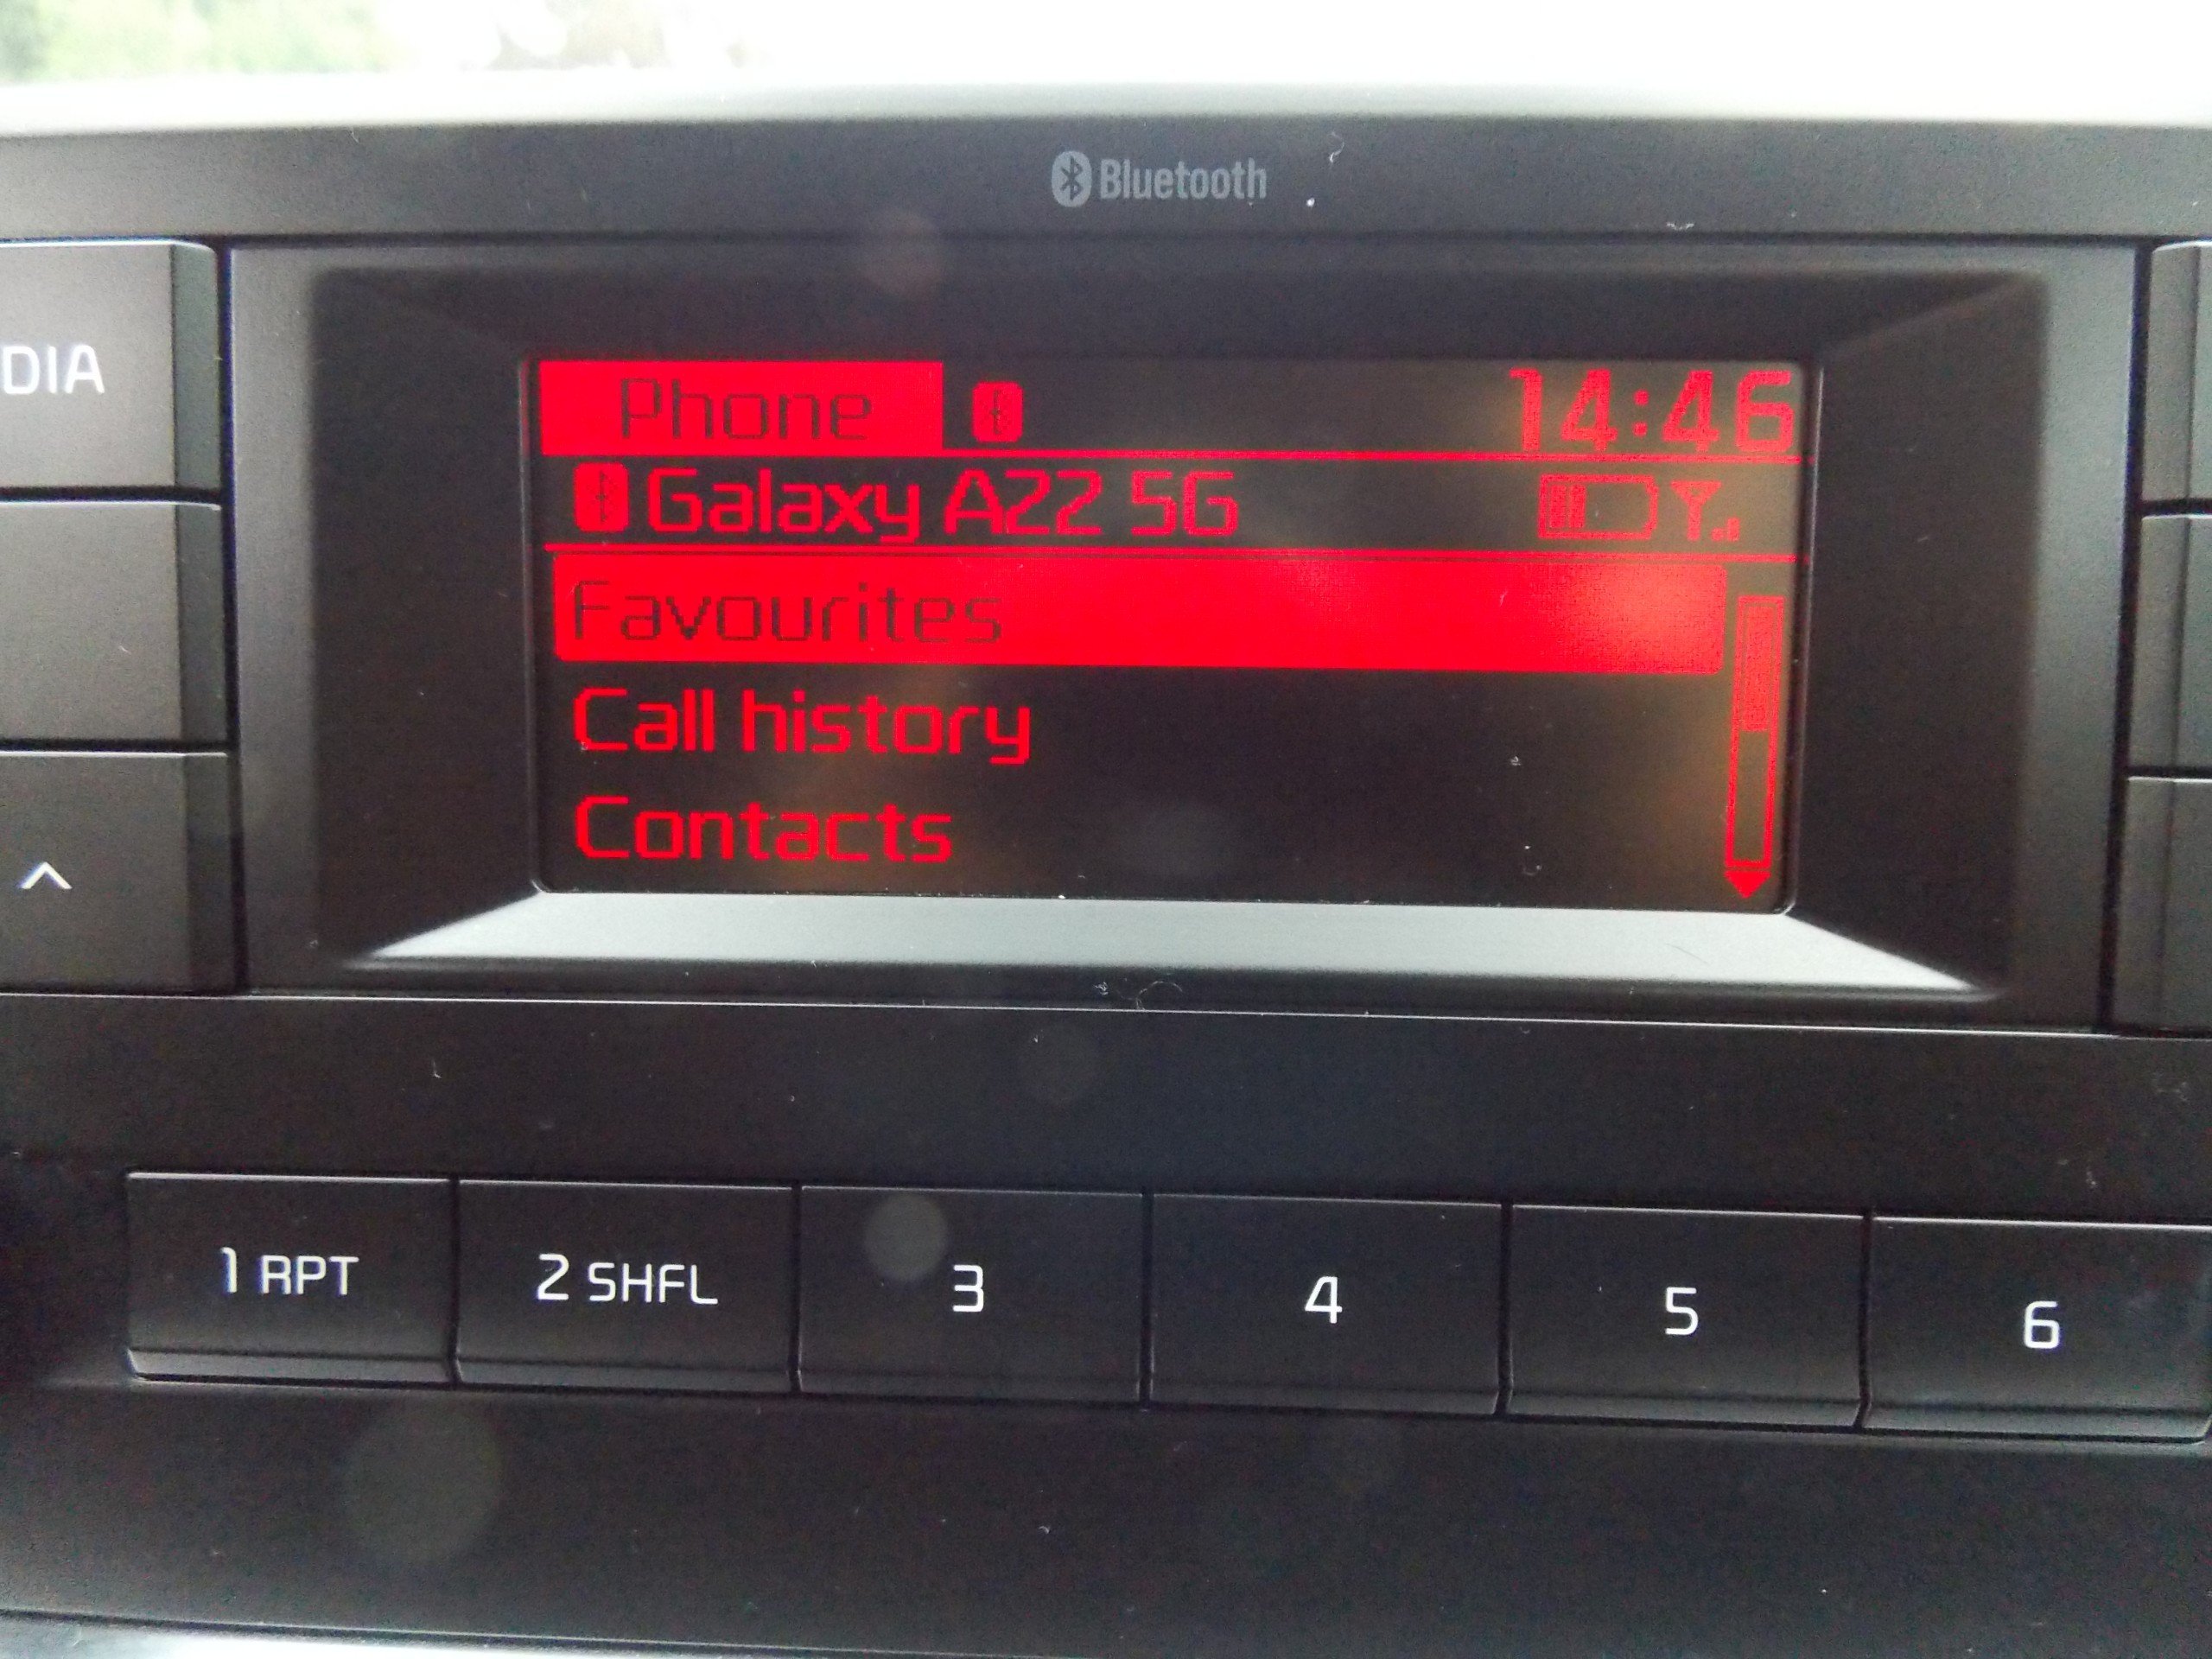 Bluetooth
DIA
Phone 14:46
Galaxy A22 5G
Favourites
Call history
Contacts
1 RPT 2 SHFL 3 4 5 6